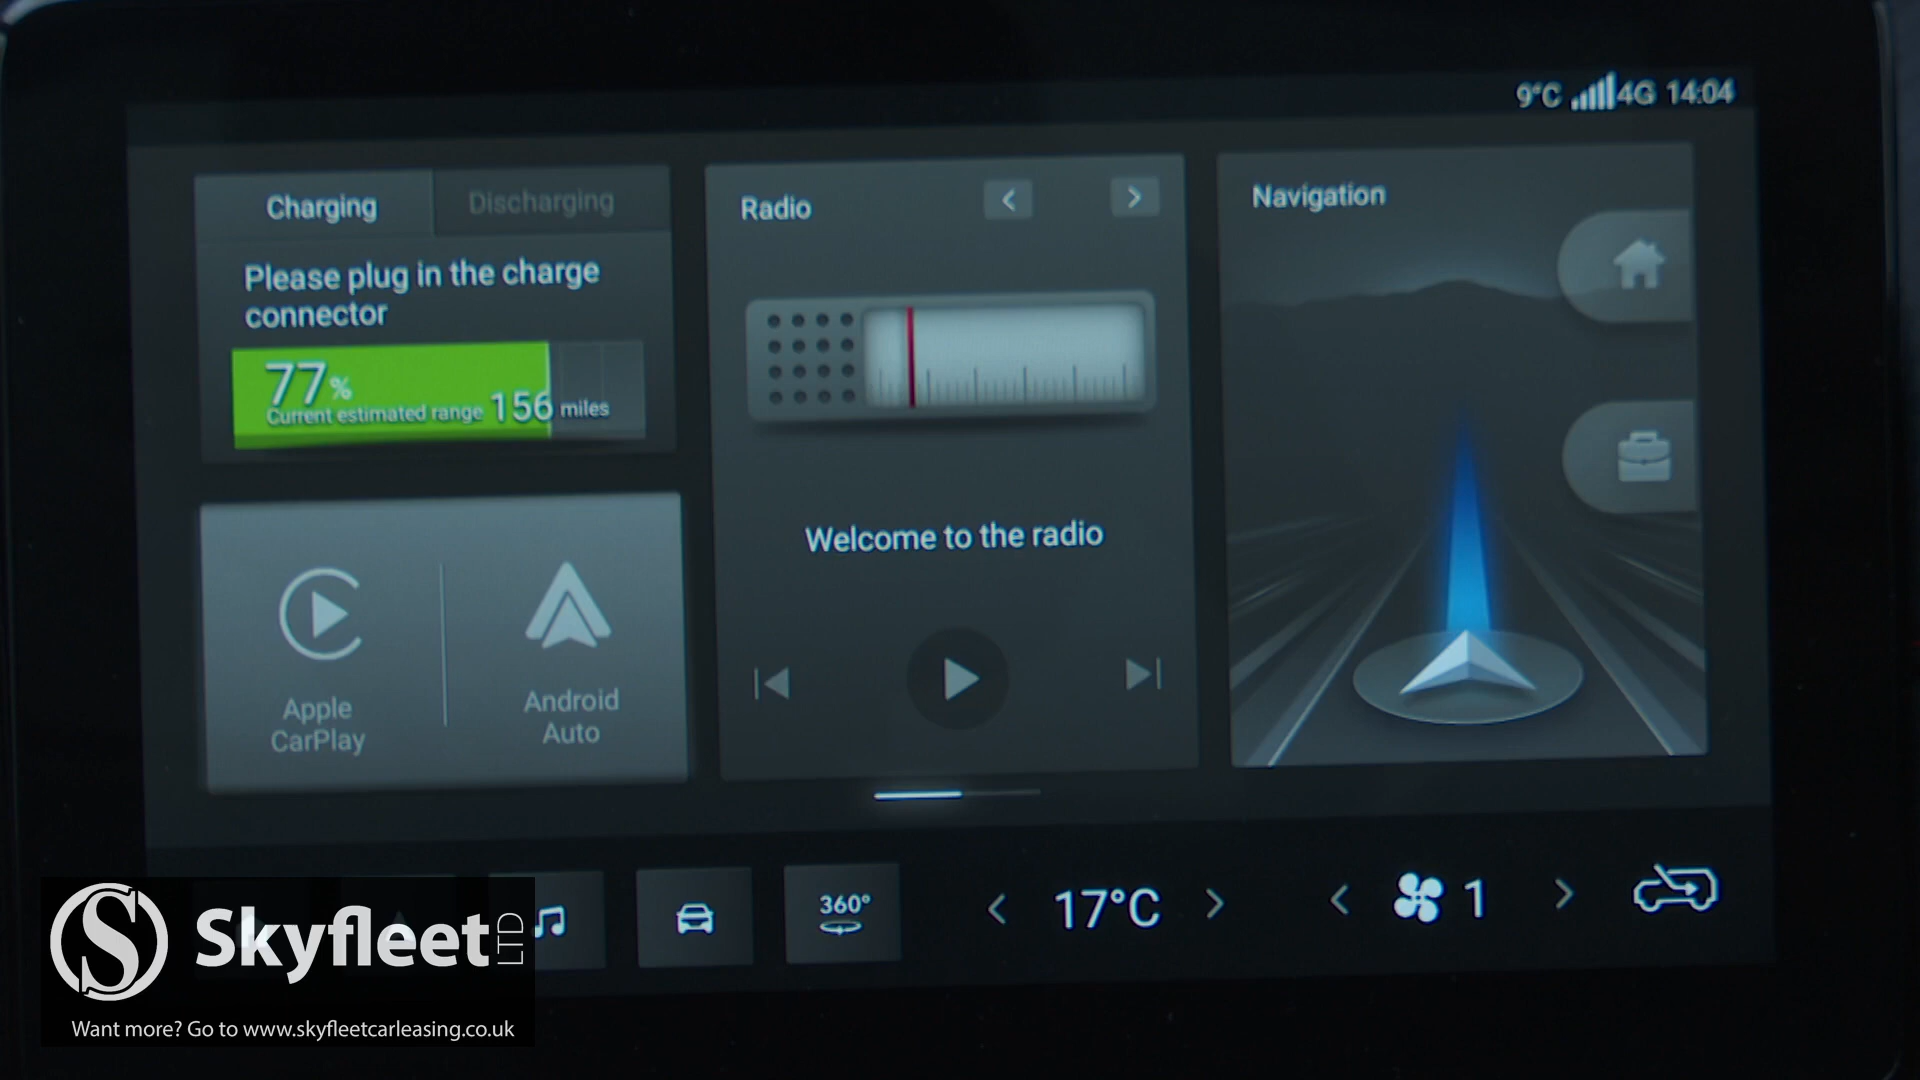 9°C 4G 14:04
Charging
Discharging
Please plug in the charge
connector
77%
Current estimated range 156 miles
Apple
CarPlay
Android
Auto
Radio
Welcome to the radio
Navigation
360°
17°C
1
Skyfleet LTD
Want more? Go to www.skyfleetcarleasing.co.uk